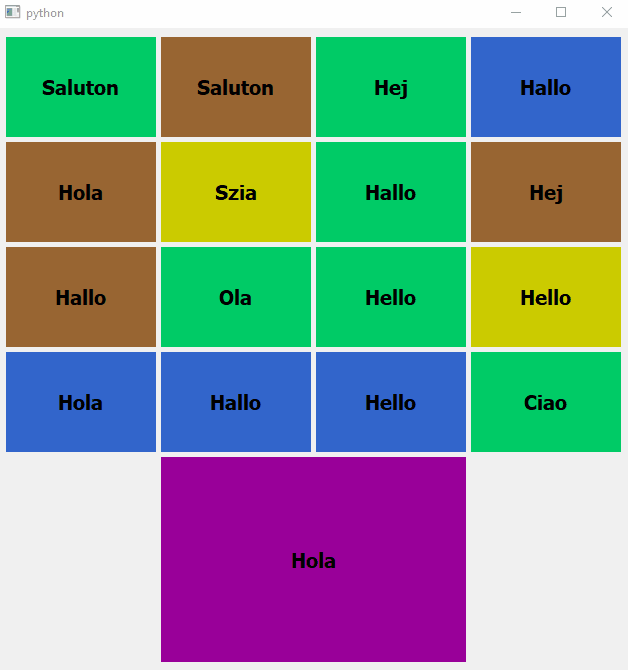 python
Saluton Saluton Hej Hallo
Hola Szia Hallo Hej
Hallo Ola Hello Hello
Hola Hallo Hello Ciao
Hola